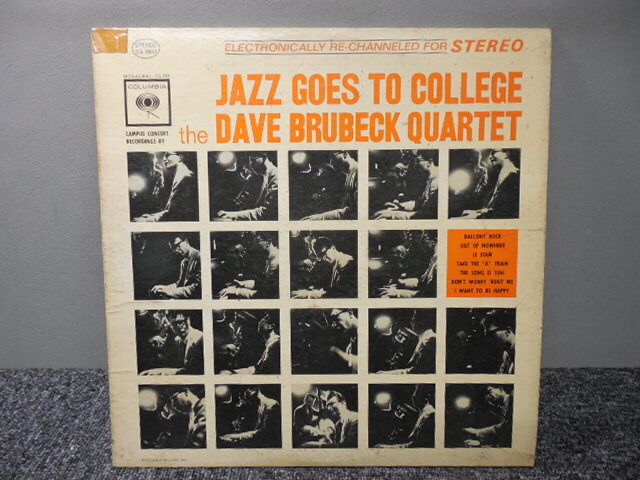 ELECTRONICALLY RE-CHANNELED FOR STEREO
STEREO
COLUMBIA
JAZZ GOES TO COLLEGE
CAMPUS CONCERT
RECORDINGS BY
the DAVE BRUBECK QUARTET
BALCONY ROCK
OUT OF NOWHERE
LE SOUK
TAKE THE "A" TRAIN
THE SONG IS YOU
DON'T WORRY 'BOUT ME
I WANT TO BE HAPPY